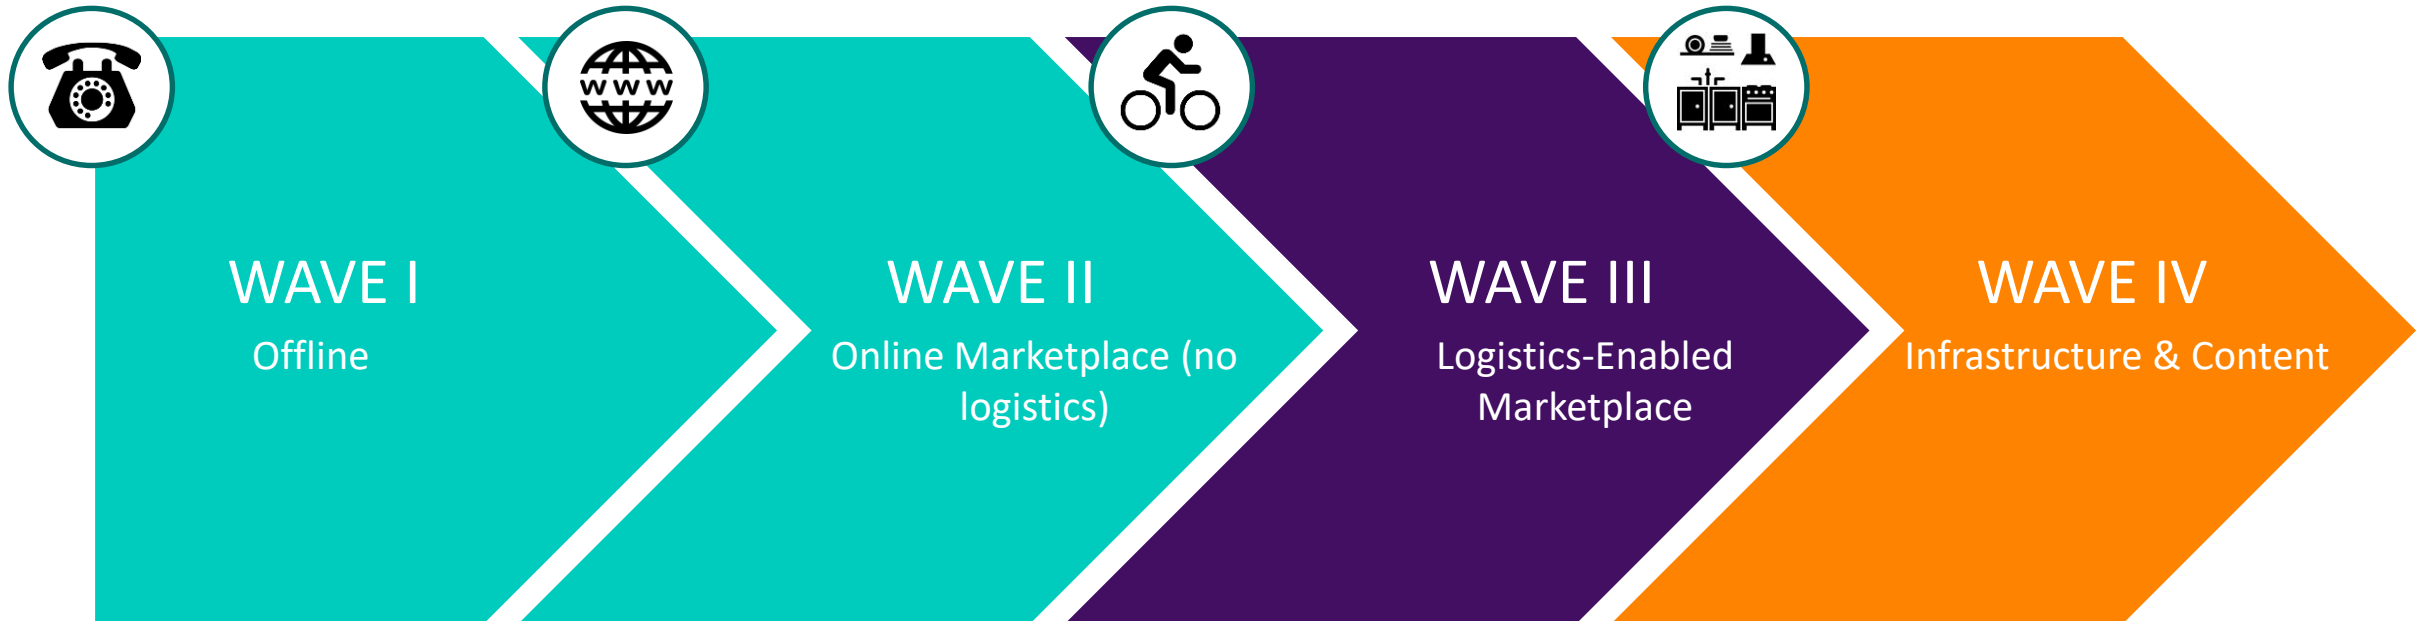 WWW
WAVE I
Offline
WAVE II
Online Marketplace (no
logistics)
WAVE III
Logistics-Enabled
Marketplace
WAVE IV
Infrastructure & Content